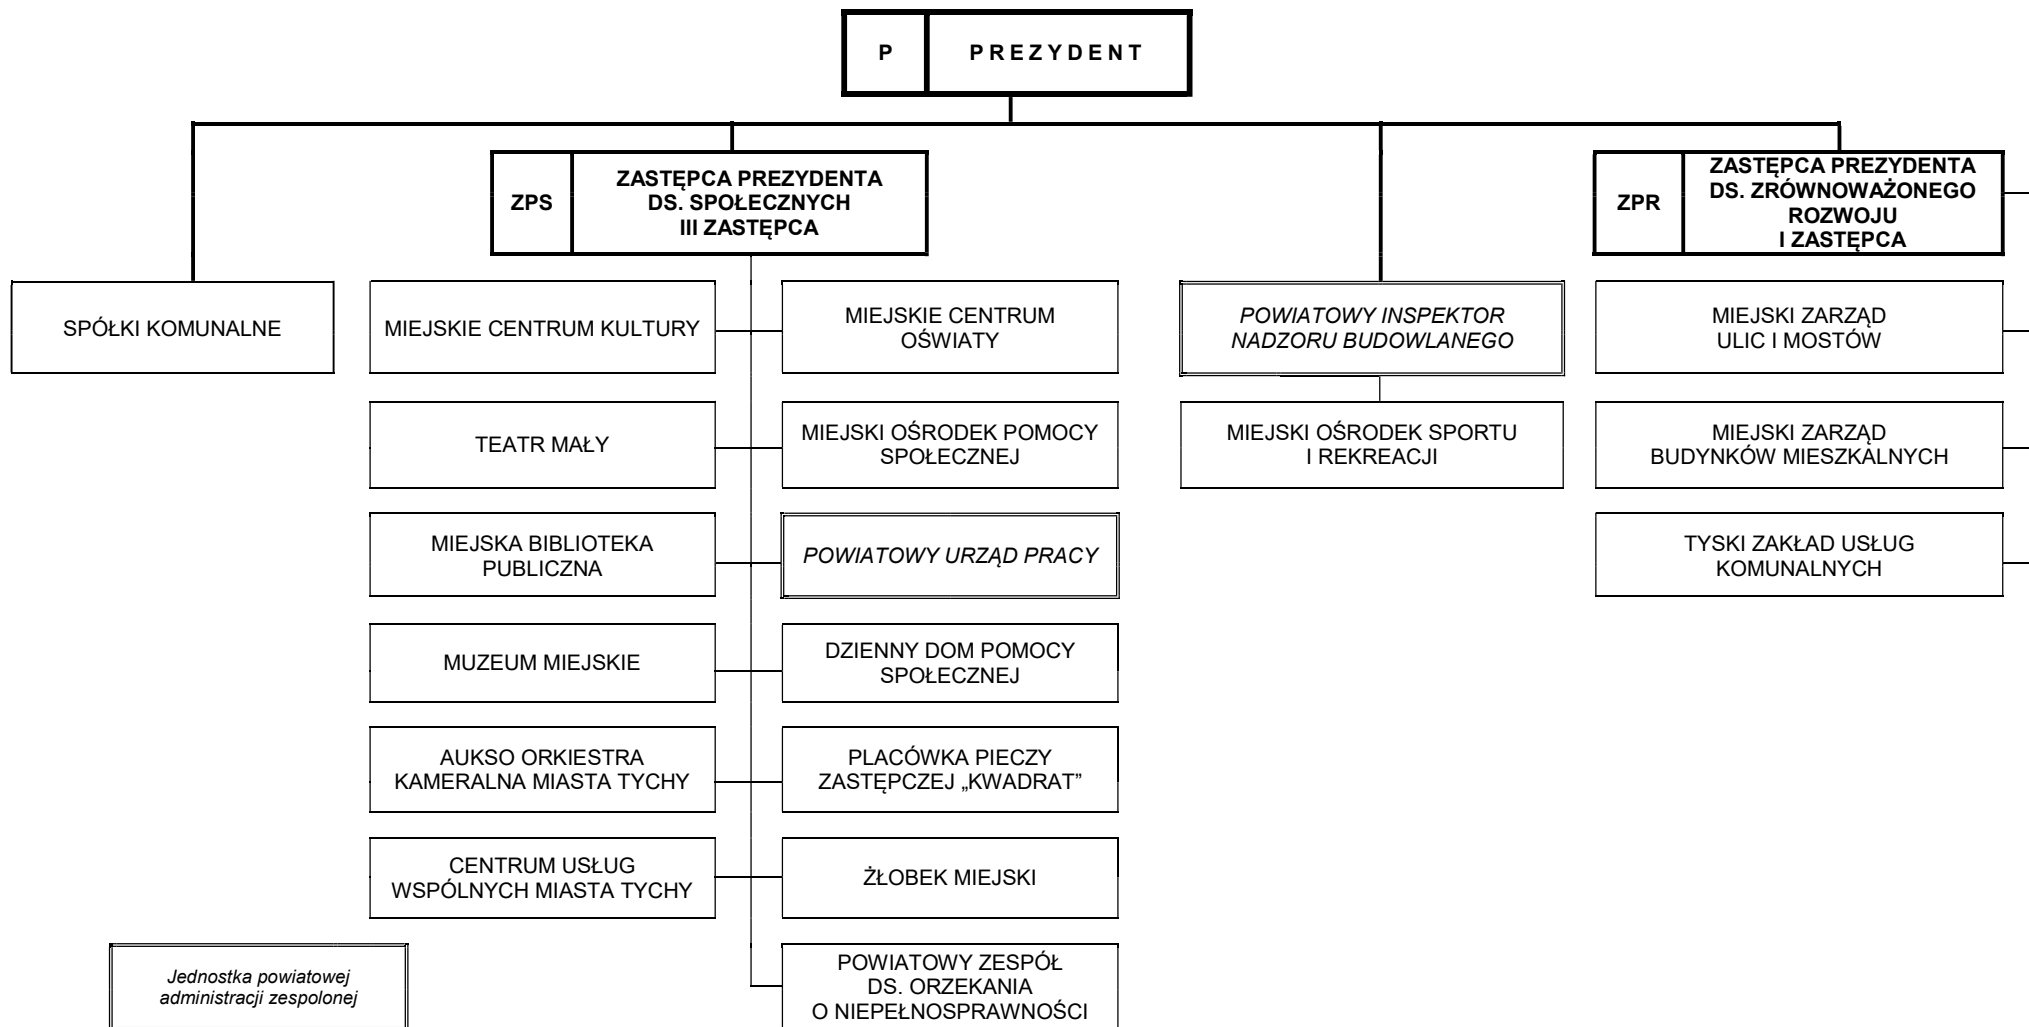 P
PREZYDENT
ZPS
ZASTĘPCA PREZYDENTA
DS. SPOŁECZNYCH
III ZASTĘPCA
ZPR
ZASTĘPCA PREZYDENTA
DS. ZRÓWNOWAŻONEGO
ROZWOJU
I ZASTĘPCA
SPÓŁKI KOMUNALNE
MIEJSKIE CENTRUM KULTURY
MIEJSKIE CENTRUM
OŚWIATY
POWIATOWY INSPEKTOR
NADZORU BUDOWLANEGO
MIEJSKI ZARZĄD
ULIC I MOSTÓW
TEATR MAŁY
MIEJSKI OŚRODEK POMOCY
SPOŁECZNEJ
MIEJSKI OŚRODEK SPORTU
I REKREACJI
MIEJSKI ZARZĄD
BUDYNKÓW MIESZKALNYCH
MIEJSKA BIBLIOTEKA
PUBLICZNA
POWIATOWY URZĄD PRACY
TYSKI ZAKŁAD USŁUG
KOMUNALNYCH
MUZEUM MIEJSKIE
DZIENNY DOM POMOCY
SPOŁECZNEJ
AUKSO ORKIESTRA
KAMERALNA MIASTA TYCHY
PLACÓWKA PIECZY
ZASTĘPCZEJ „KWADRAT”
CENTRUM USŁUG
WSPÓLNYCH MIASTA TYCHY
ŻŁOBEK MIEJSKI
Jednostka powiatowej
administracji zespolonej
POWIATOWY ZESPÓŁ
DS. ORZEKANIA
O NIEPEŁNOSPRAWNOŚCI